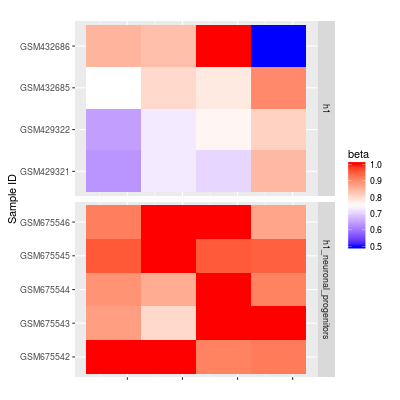 GSM432686
GSM432685
GSM429322
GSM429321
h1
GSM675546
GSM675545
GSM675544
GSM675543
GSM675542
h1_neuronal_progenitors
Sample ID
beta
1.0
0.9
0.8
0.7
0.6
0.5